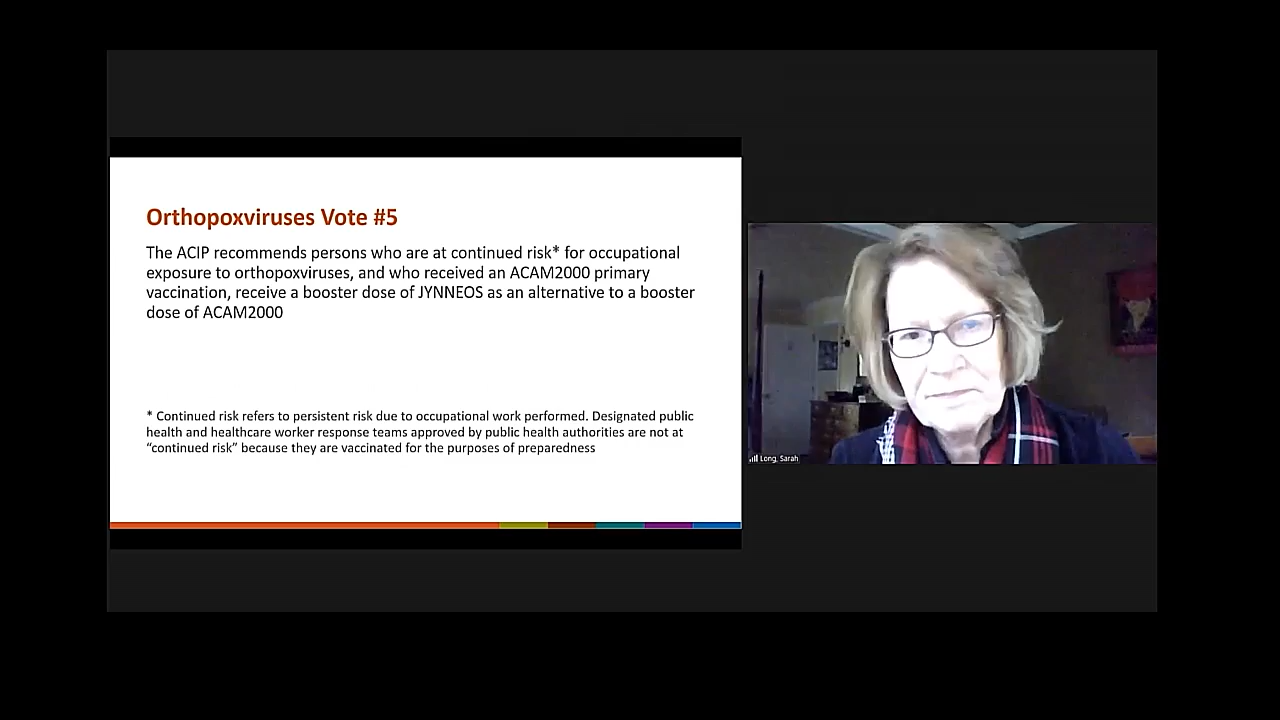 Orthopoxviruses Vote #5
The ACIP recommends persons who are at continued risk* for occupational
exposure to orthopoxviruses, and who received an ACAM2000 primary
vaccination, receive a booster dose of JYNNEOS as an alternative to a booster
dose of ACAM2000
* Continued risk refers to persistent risk due to occupational work performed. Designated public
health and healthcare worker response teams approved by public health authorities are not at
“continued risk” because they are vaccinated for the purposes of preparedness
Long, Sarah